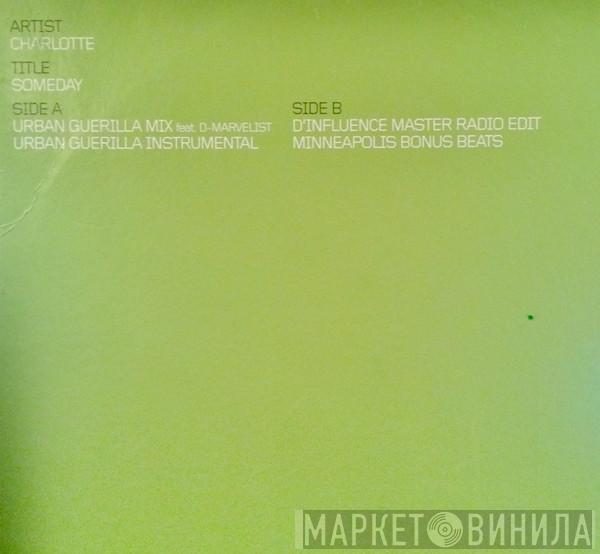 ARTIST
CHARLOTTE
TITLE
SOMEDAY
SIDE A
URBAN GUERILLA MIX feat. D-MARVELIST
URBAN GUERILLA INSTRUMENTAL
SIDE B
D'INFLUENCE MASTER RADIO EDIT
MINNEAPOLIS BONUS BEATS
МАРКЕТ ВИНИЛА